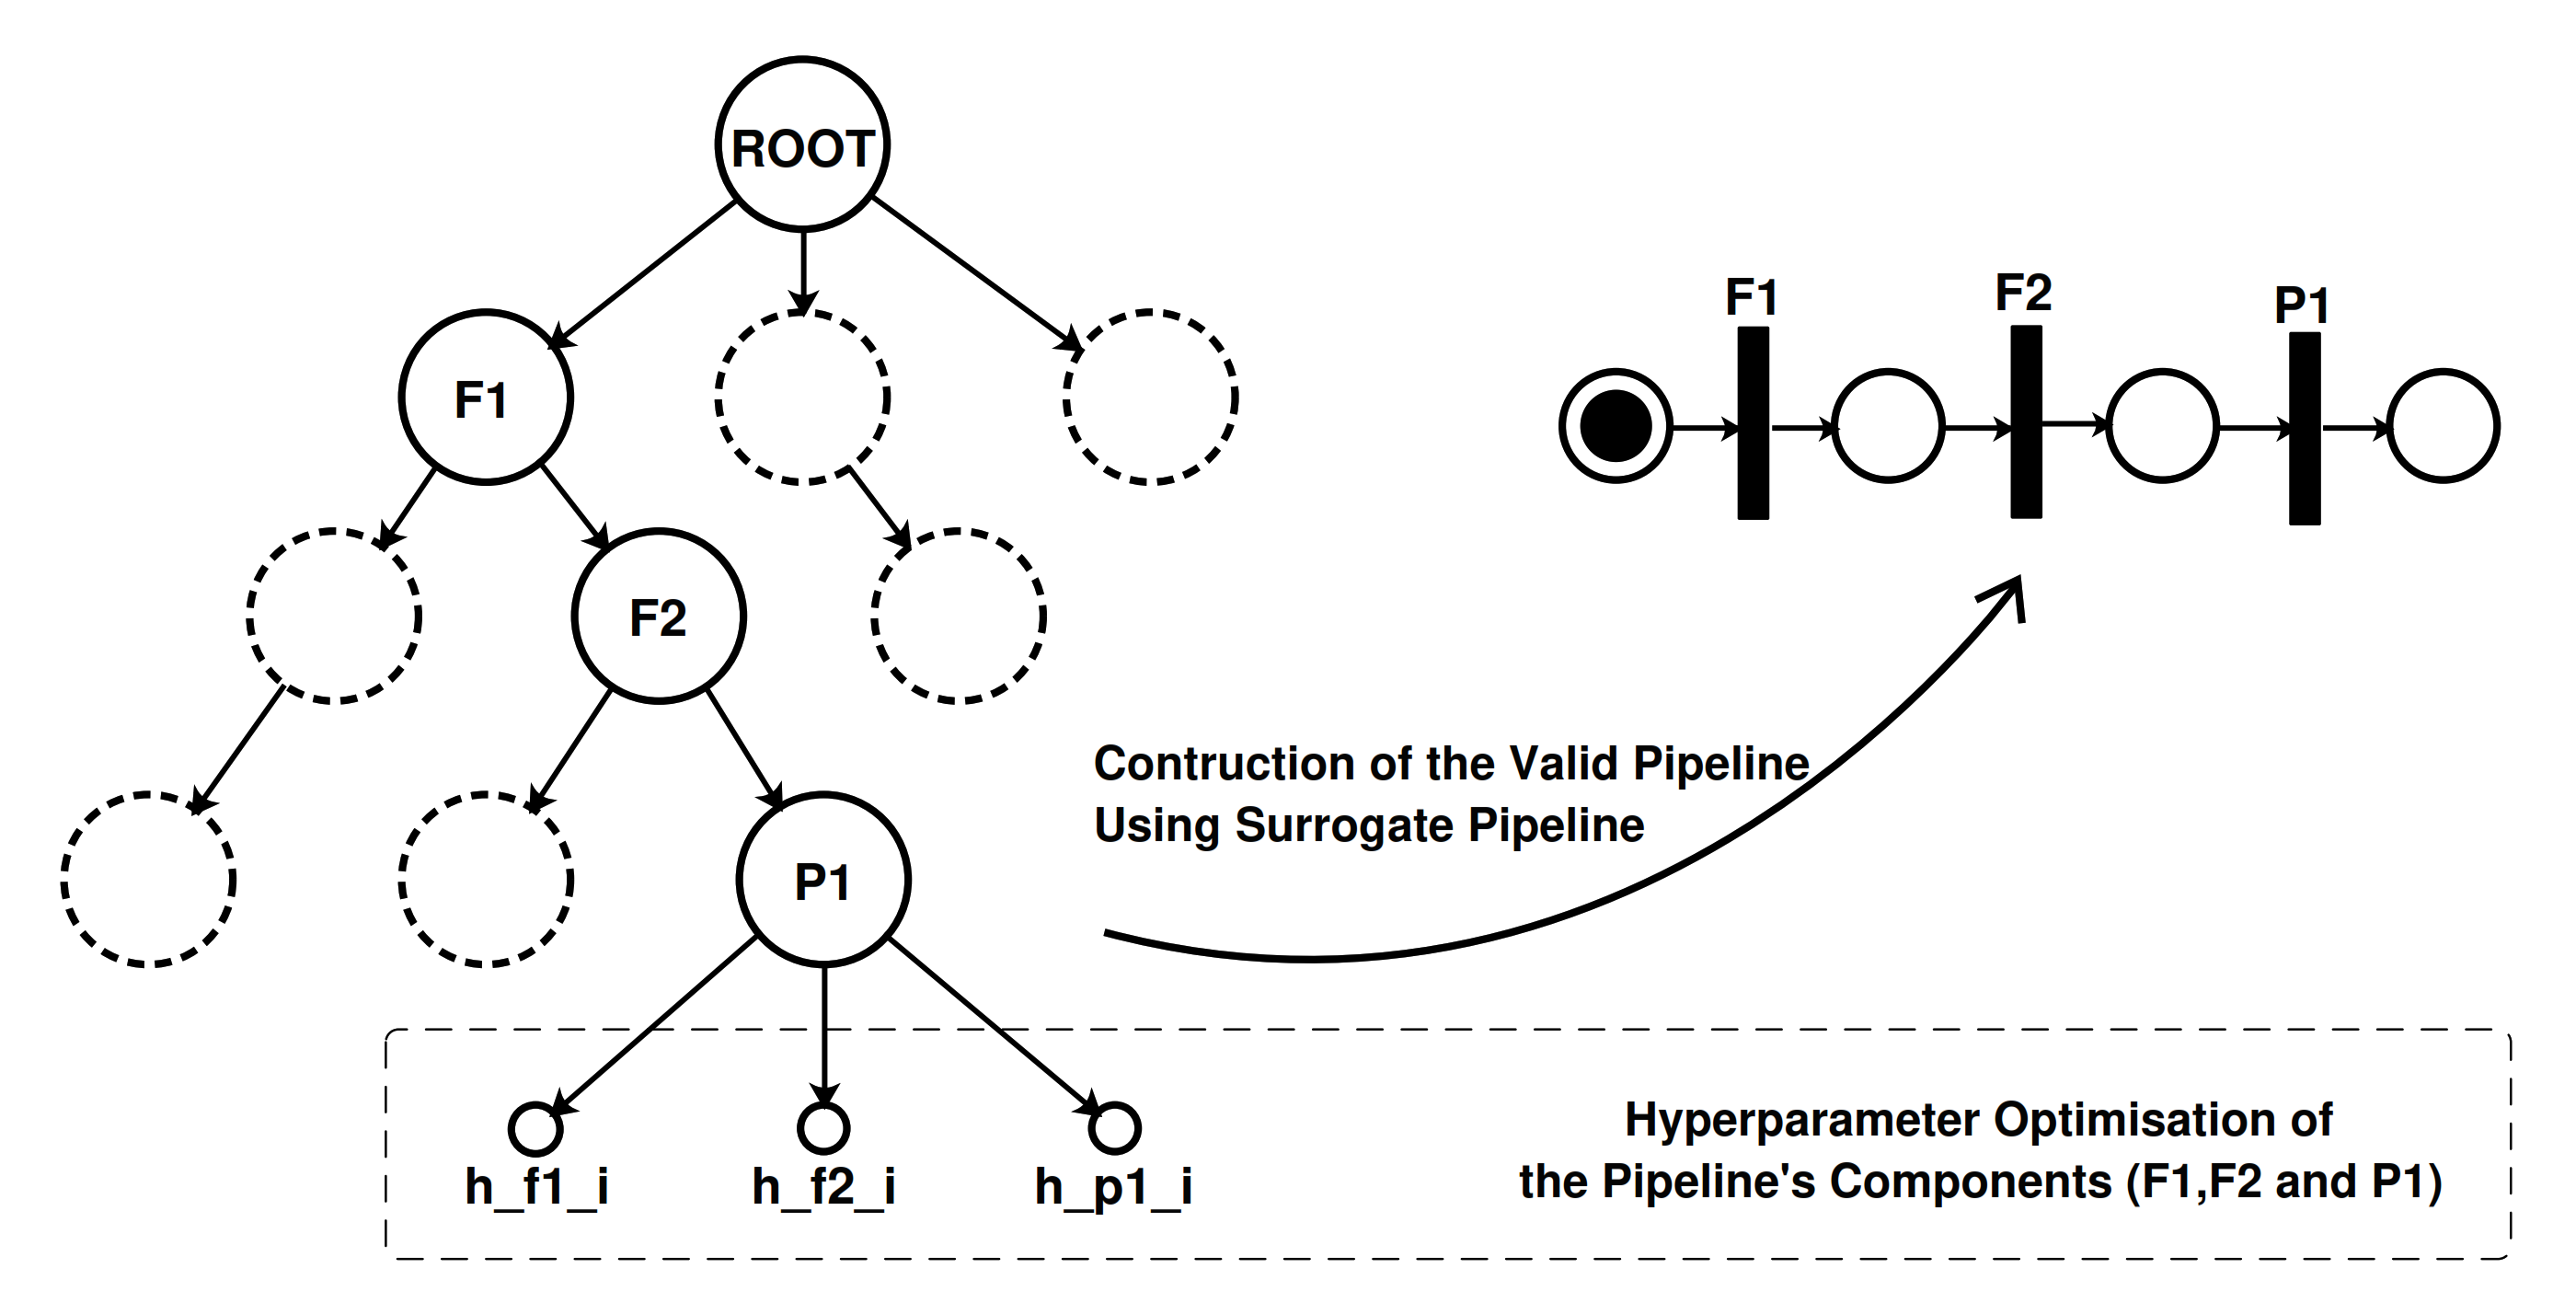 ROOT
F1
F2
P1
F1
F2
P1
Contruction of the Valid Pipeline
Using Surrogate Pipeline
h_f1_i
h_f2_i
h_p1_i
Hyperparameter Optimisation of
the Pipeline's Components (F1,F2 and P1)